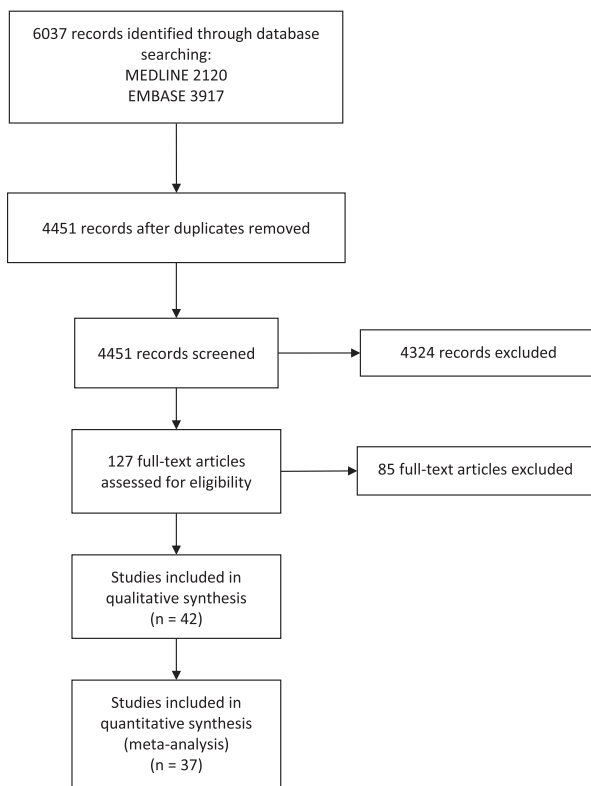 6037 records identified through database
searching:
MEDLINE 2120
EMBASE 3917
4451 records after duplicates removed
4451 records screened
4324 records excluded
127 full-text articles
assessed for eligibility
85 full-text articles excluded
Studies included in
qualitative synthesis
(n = 42)
Studies included in
quantitative synthesis
(meta-analysis)
(n = 37)